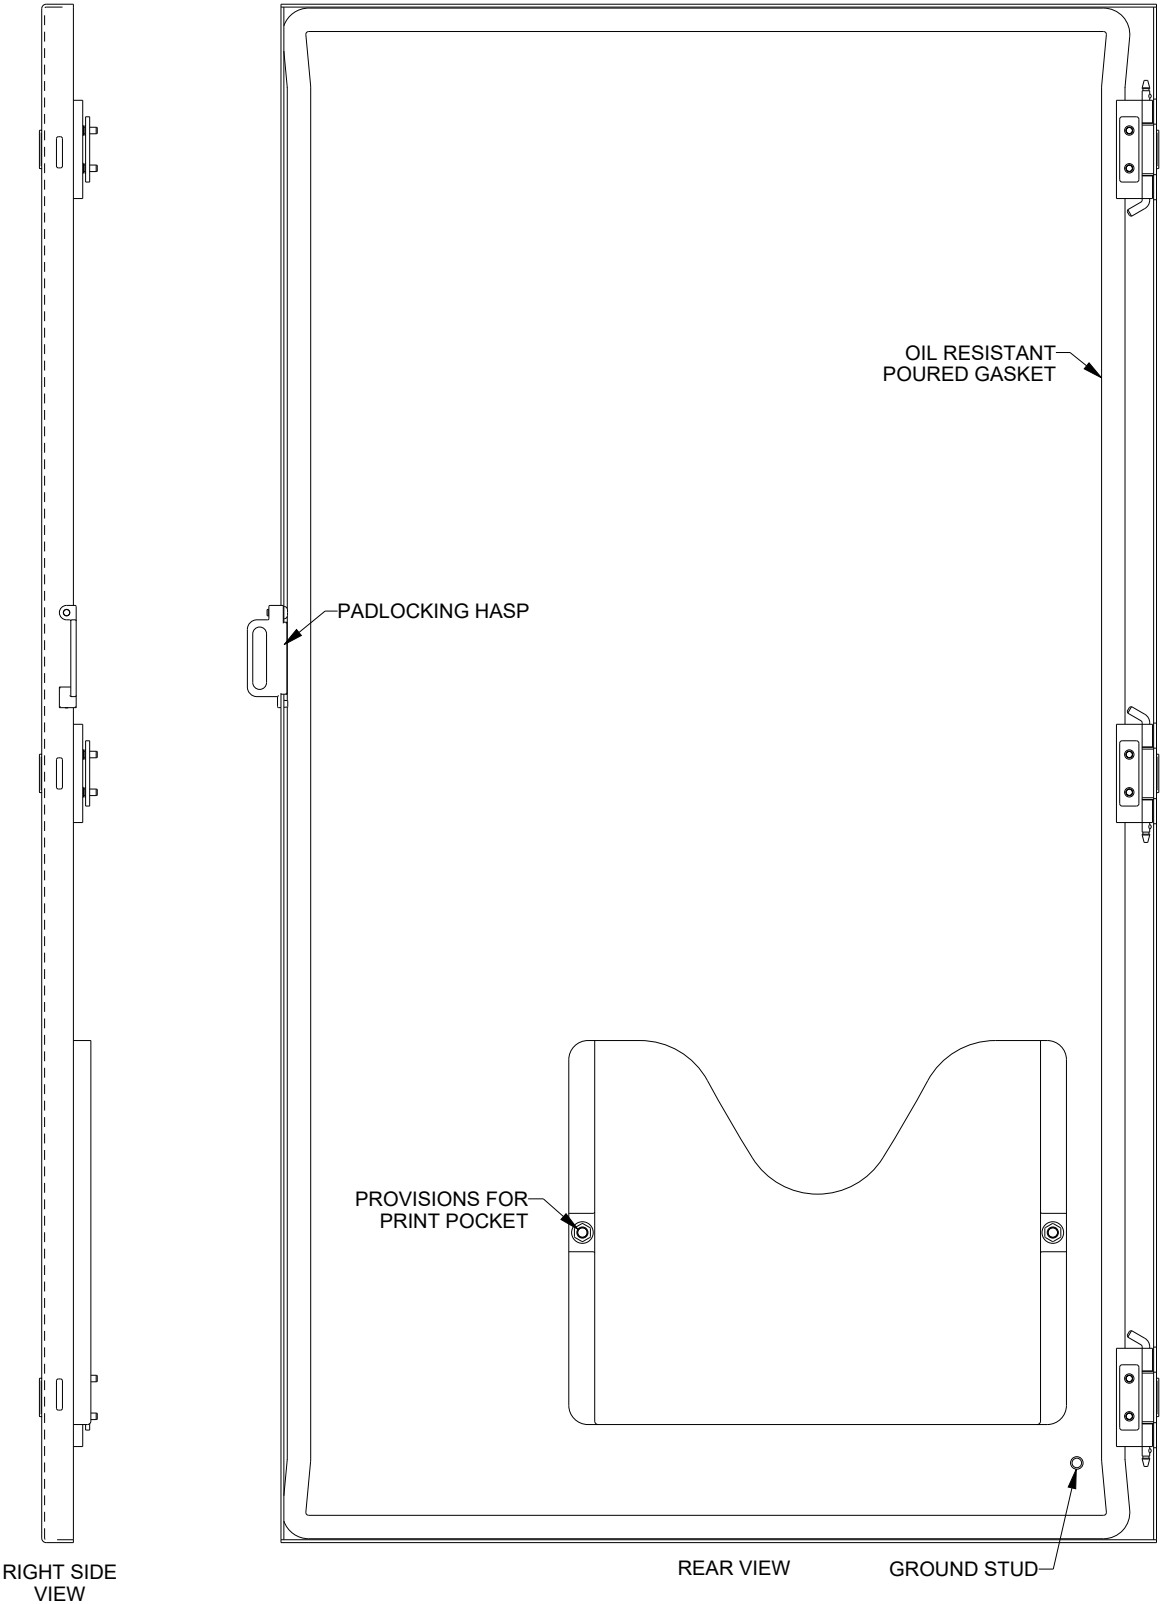 OIL RESISTANT
POURED GASKET
PADLOCKING HASP
PROVISIONS FOR
PRINT POCKET
RIGHT SIDE
VIEW
REAR VIEW
GROUND STUD